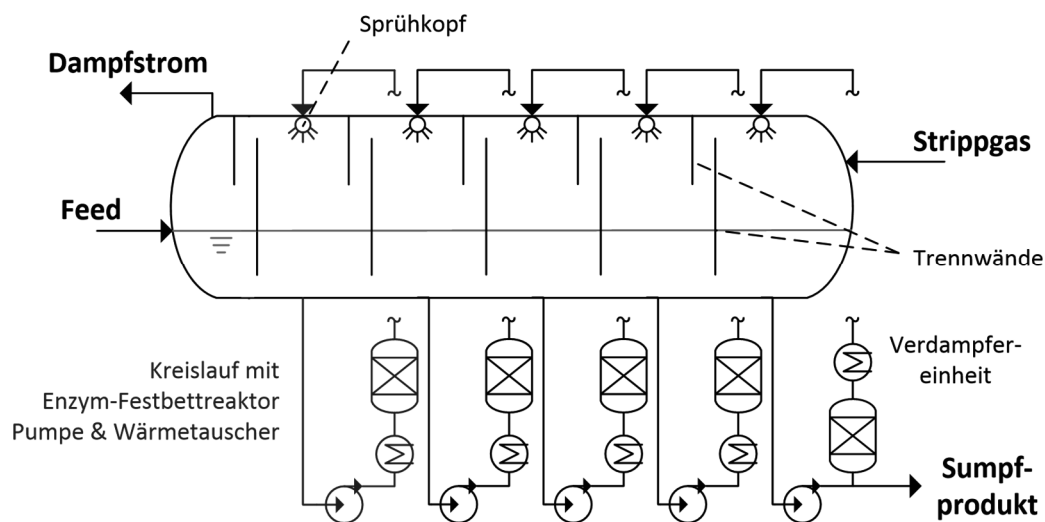 Sprühkopf
Dampfstrom
Strippgas
Feed
Trennwände
Kreislauf mit
Enzym-Festbettreaktor
Pumpe & Wärmetauscher
Verdampfer-
einheit
Sumpf-
produkt